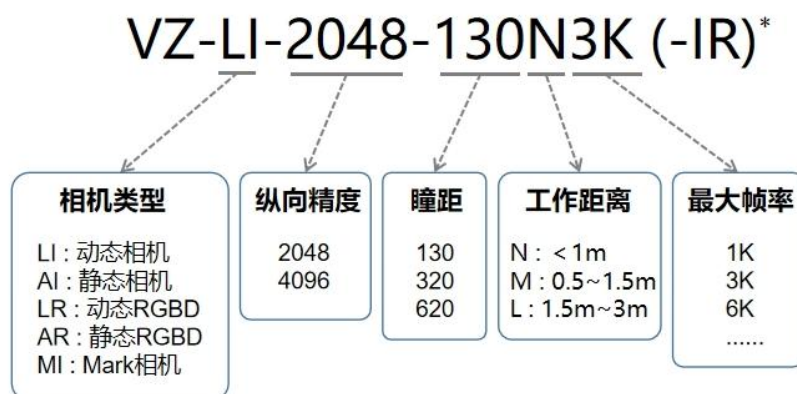 VZ-LI-2048-130N3K (-IR)*
相机类型
LI : 动态相机
AI : 静态相机
LR : 动态RGBD
AR : 静态RGBD
MI : Mark相机
纵向精度
2048
4096
瞳距
130
320
620
工作距离
N : < 1m
M : 0.5~1.5m
L : 1.5m~3m
最大帧率
1K
3K
6K
......